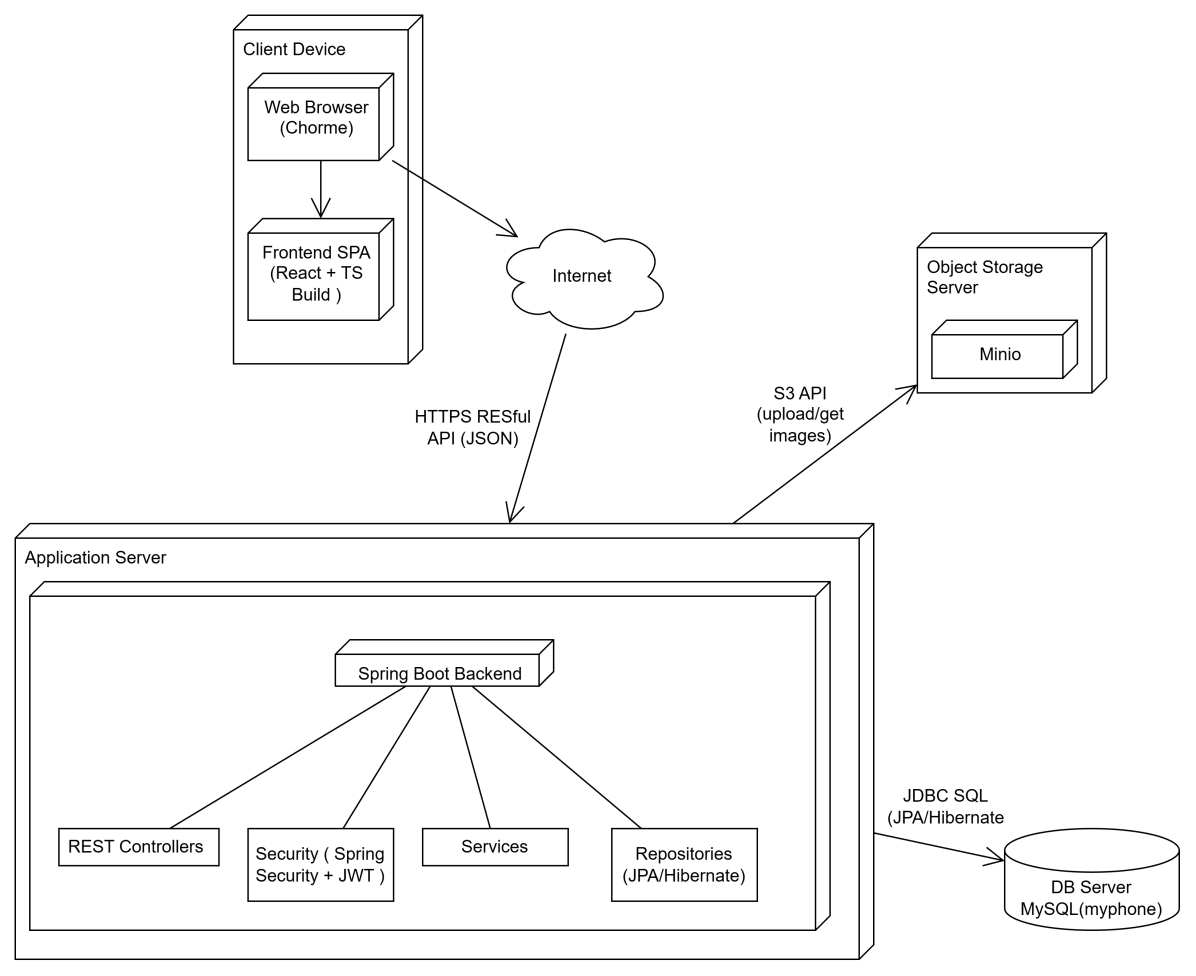 Client Device
Web Browser
(Chorme)
Frontend SPA
(React + TS
Build )
Internet
Object Storage
Server
Minio
HTTPS RESful
API (JSON)
S3 API
(upload/get
images)
Application Server
Spring Boot Backend
REST Controllers
Security ( Spring
Security + JWT )
Services
Repositories
(JPA/Hibernate)
JDBC SQL
(JPA/Hibernate
DB Server
MySQL(myphone)